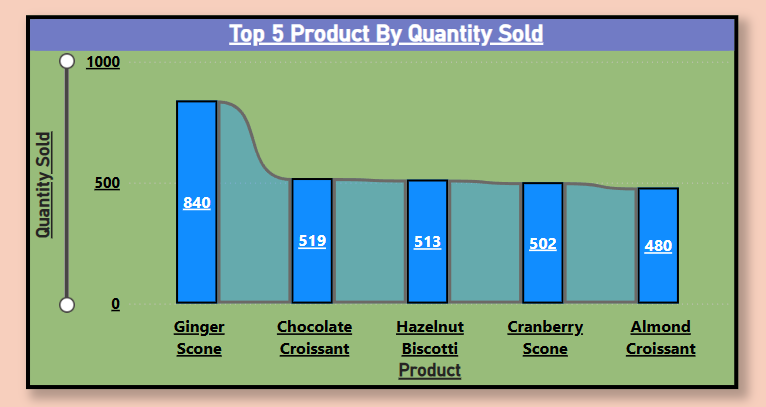 Top 5 Product By Quantity Sold
1000
500
0
Quantity Sold
840
519
513
502
480
Ginger
Scone
Chocolate
Croissant
Hazelnut
Biscotti
Cranberry
Scone
Almond
Croissant
Product